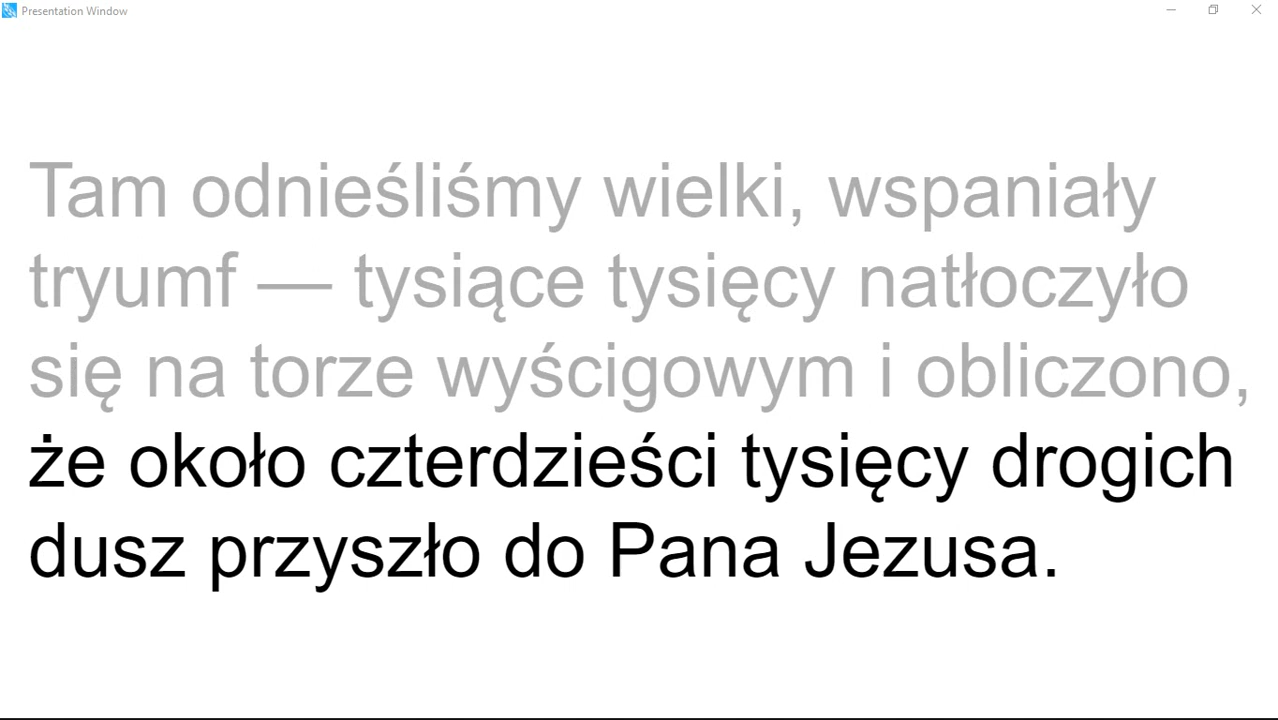 Presentation Window
Tam odnieśliśmy wielki, wspaniały
tryumf — tysiące tysięcy natłoczyło
się na torze wyścigowym i obliczono,
że około czterdzieści tysięcy drogich
dusz przyszło do Pana Jezusa.